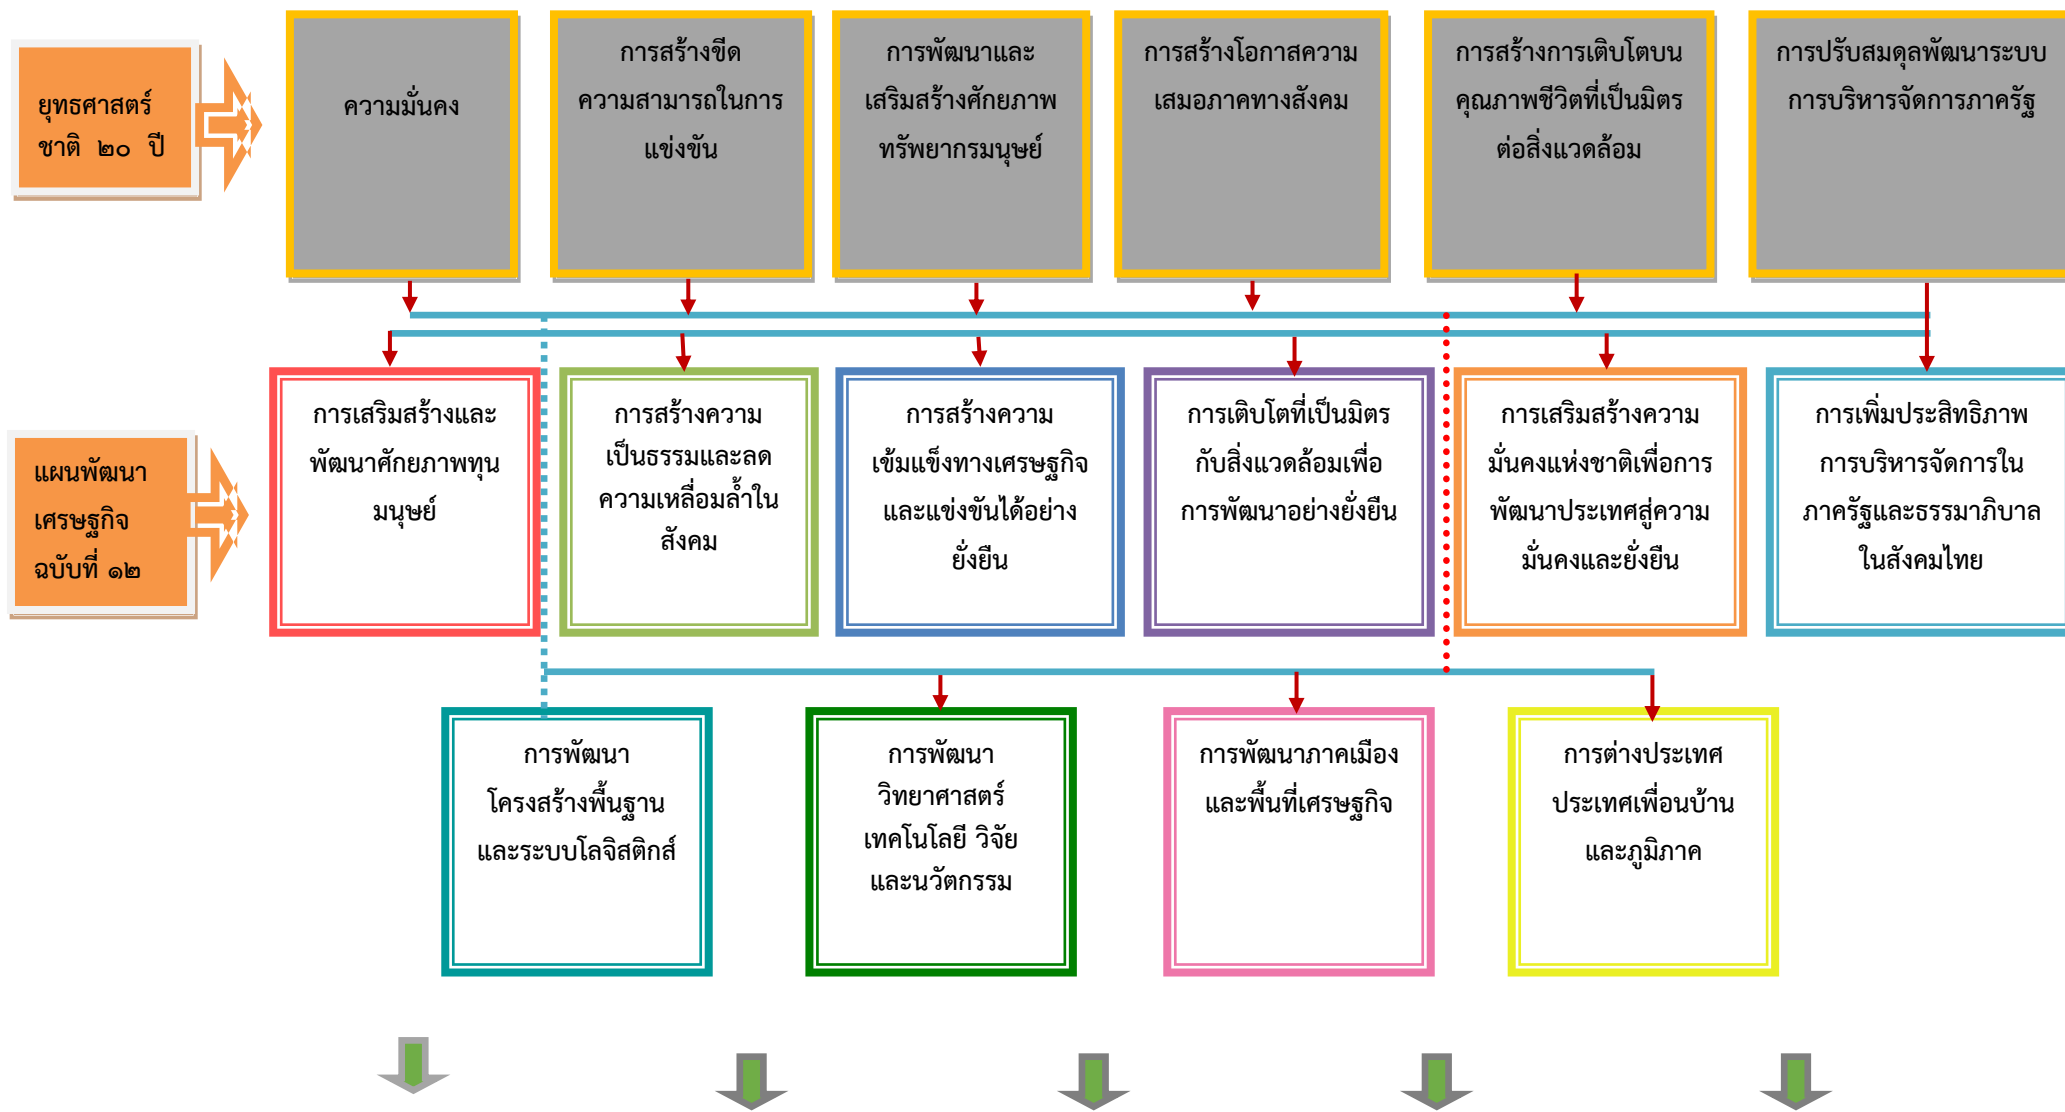 ยุทธศาสตร์
ชาติ ๒๐ ปี
ความมั่นคง
การสร้างขีด
ความสามารถในการ
แข่งขัน
การพัฒนาและ
เสริมสร้างศักยภาพ
ทรัพยากรมนุษย์
การสร้างโอกาสความ
เสมอภาคทางสังคม
การสร้างการเติบโตบน
คุณภาพชีวิตที่เป็นมิตร
ต่อสิ่งแวดล้อม
การปรับสมดุลพัฒนาระบบ
การบริหารจัดการภาครัฐ
แผนพัฒนา
เศรษฐกิจ
ฉบับที่ ๑๒
การเสริมสร้างและ
พัฒนาศักยภาพทุน
มนุษย์
การสร้างความ
เป็นธรรมและลด
ความเหลื่อมล้ำใน
สังคม
การสร้างความ
เข้มแข็งทางเศรษฐกิจ
และแข่งขันได้อย่าง
ยั่งยืน
การเติบโตที่เป็นมิตร
กับสิ่งแวดล้อมเพื่อ
การพัฒนาอย่างยั่งยืน
การเสริมสร้างความ
มั่นคงแห่งชาติเพื่อการ
พัฒนาประเทศสู่ความ
มั่นคงและยั่งยืน
การเพิ่มประสิทธิภาพ
การบริหารจัดการใน
ภาครัฐและธรรมาภิบาล
ในสังคมไทย
การพัฒนา
โครงสร้างพื้นฐาน
และระบบโลจิสติกส์
การพัฒนา
วิทยาศาสตร์
เทคโนโลยี วิจัย
และนวัตกรรม
การพัฒนาภาคเมือง
และพื้นที่เศรษฐกิจ
การต่างประเทศ
ประเทศเพื่อนบ้าน
และภูมิภาค